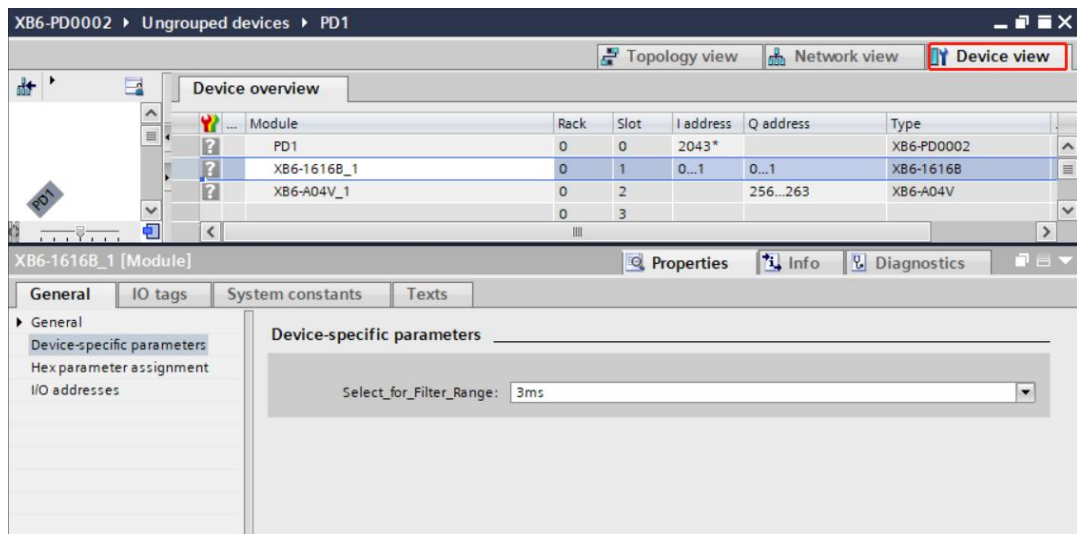 XB6-PD0002 ▸ Ungrouped devices ▸ PD1
Topology view Network view Device view
Device overview
... Module Rack Slot I address Q address Type
PD1 0 0 2043* XB6-PD0002
XB6-1616B_1 0 1 0...1 0...1 XB6-1616B
XB6-A04V_1 0 2 256...263 XB6-A04V
0 3
PD1
XB6-1616B_1 [Module] Properties Info Diagnostics
General IO tags System constants Texts
General
Device-specific parameters
Hex parameter assignment
I/O addresses
Device-specific parameters
Select_for_Filter_Range: 3ms